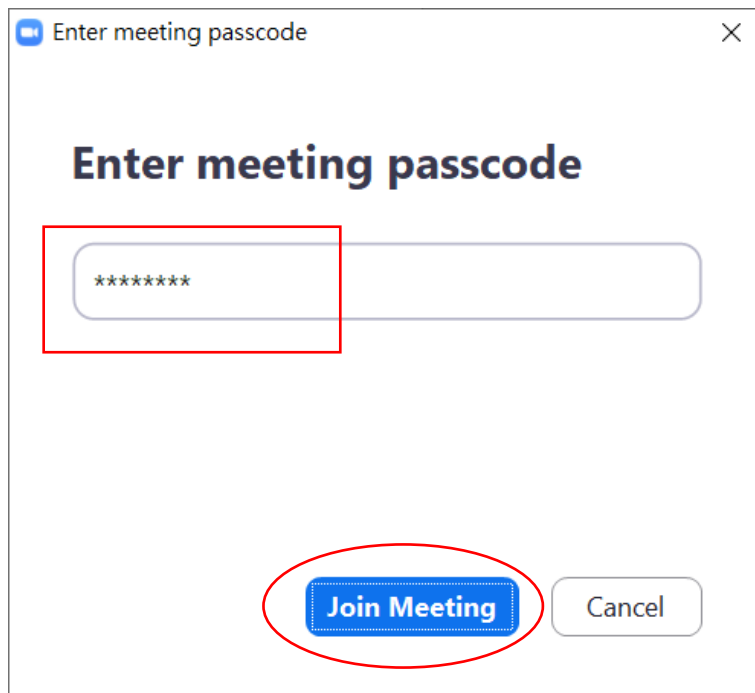 Enter meeting passcode
Enter meeting passcode
********
Join Meeting
Cancel